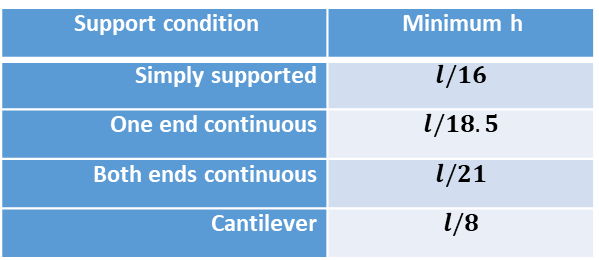 Support condition Minimum h
Simply supported l/16
One end continuous l/18.5
Both ends continuous l/21
Cantilever l/8